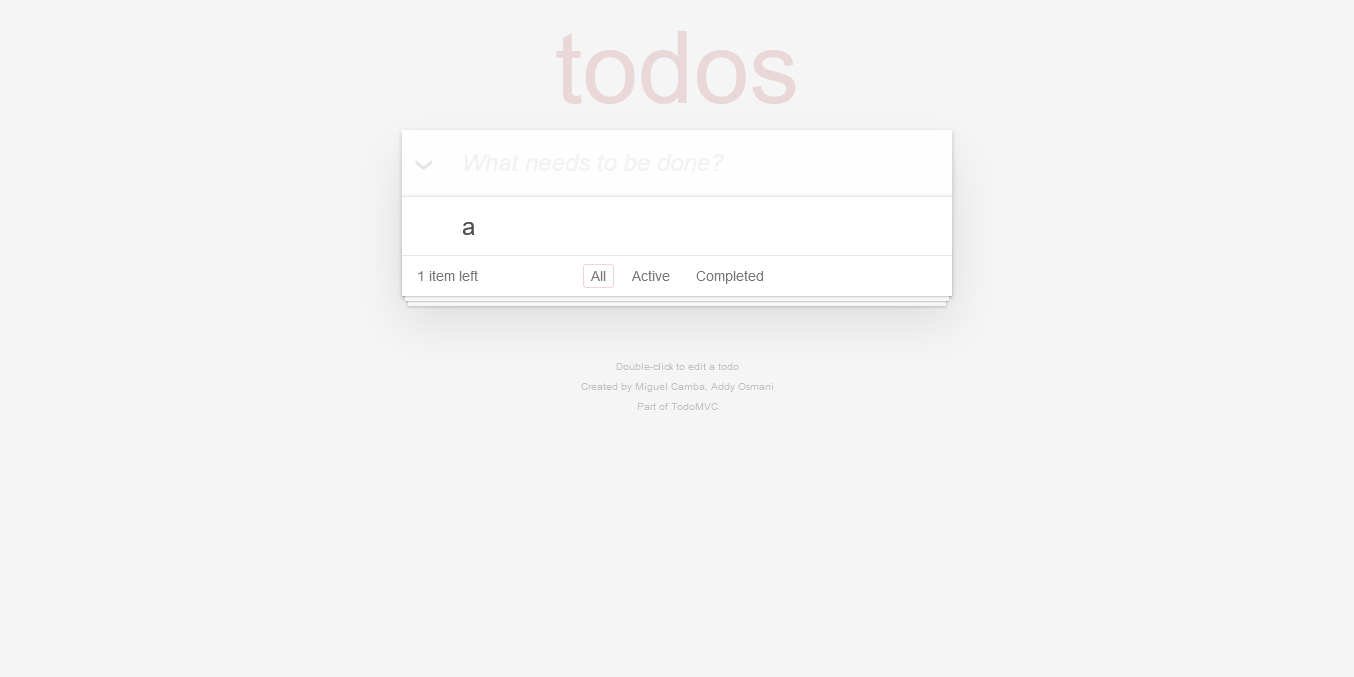 todos
What needs to be done?
a
1 item left All Active Completed
Double-click to edit a todo
Created by Miguel Camba, Addy Osmani
Part of TodoMVC